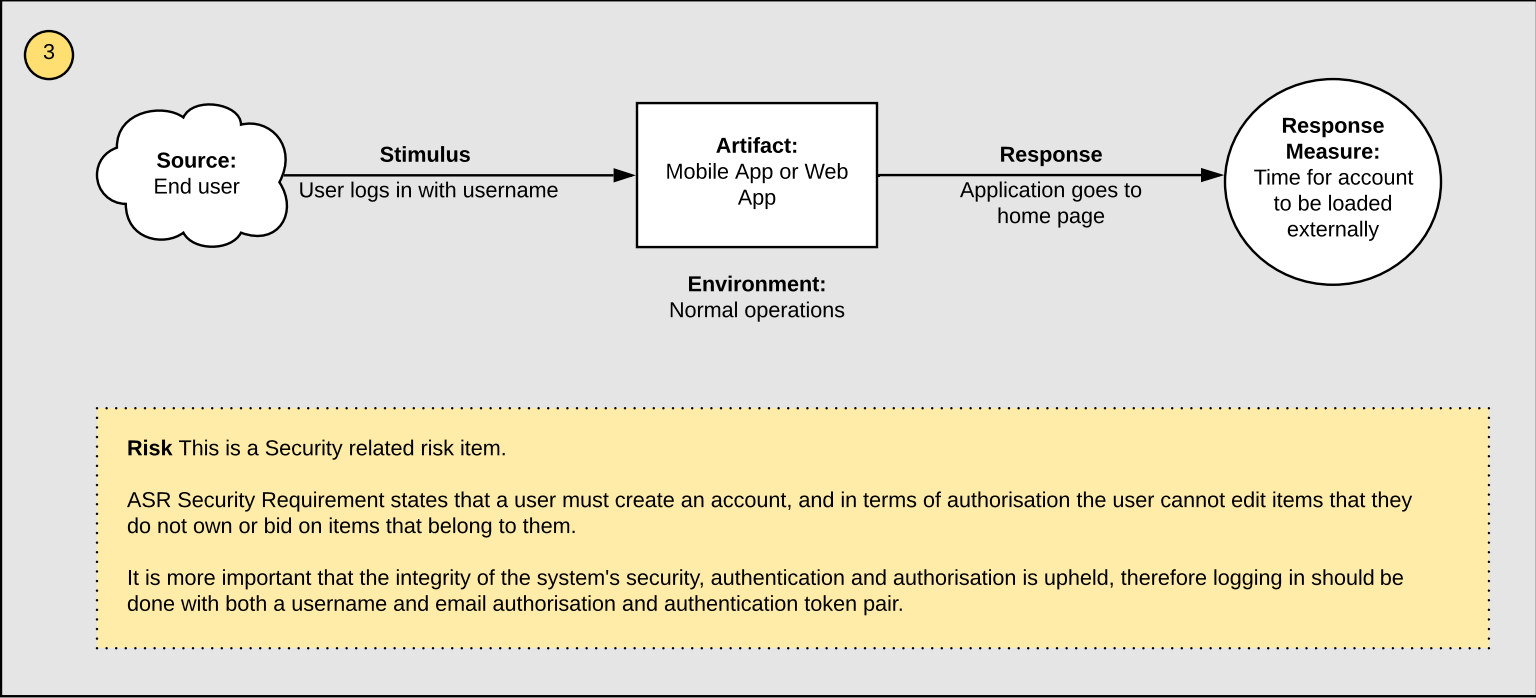 3
Source:
End user
Stimulus
User logs in with username
Artifact:
Mobile App or Web
App
Environment:
Normal operations
Response
Application goes to
home page
Response
Measure:
Time for account
to be loaded
externally
Risk This is a Security related risk item.
ASR Security Requirement states that a user must create an account, and in terms of authorisation the user cannot edit items that they
do not own or bid on items that belong to them.
It is more important that the integrity of the system's security, authentication and authorisation is upheld, therefore logging in should be
done with both a username and email authorisation and authentication token pair.